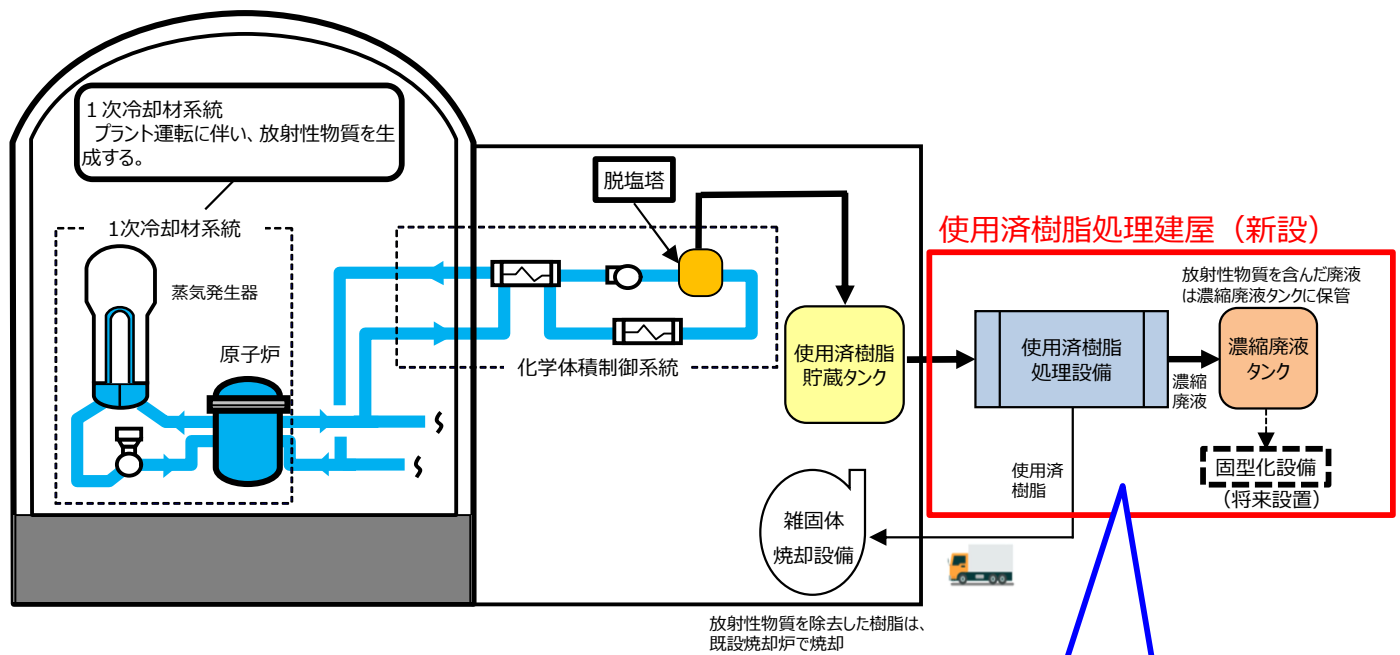 １次冷却材系統
プラント運転に伴い、放射性物質を生
成する。
脱塩塔
1次冷却材系統
使用済樹脂処理建屋（新設）
放射性物質を含んだ廃液
は濃縮廃液タンクに保管
蒸気発生器
原子炉
化学体積制御系統
使用済樹脂
貯蔵タンク
使用済樹脂
処理設備
濃縮
廃液
濃縮廃液
タンク
使用済
樹脂
固型化設備
（将来設置）
雑固体
焼却設備
放射性物質を除去した樹脂は、
既設焼却炉で焼却